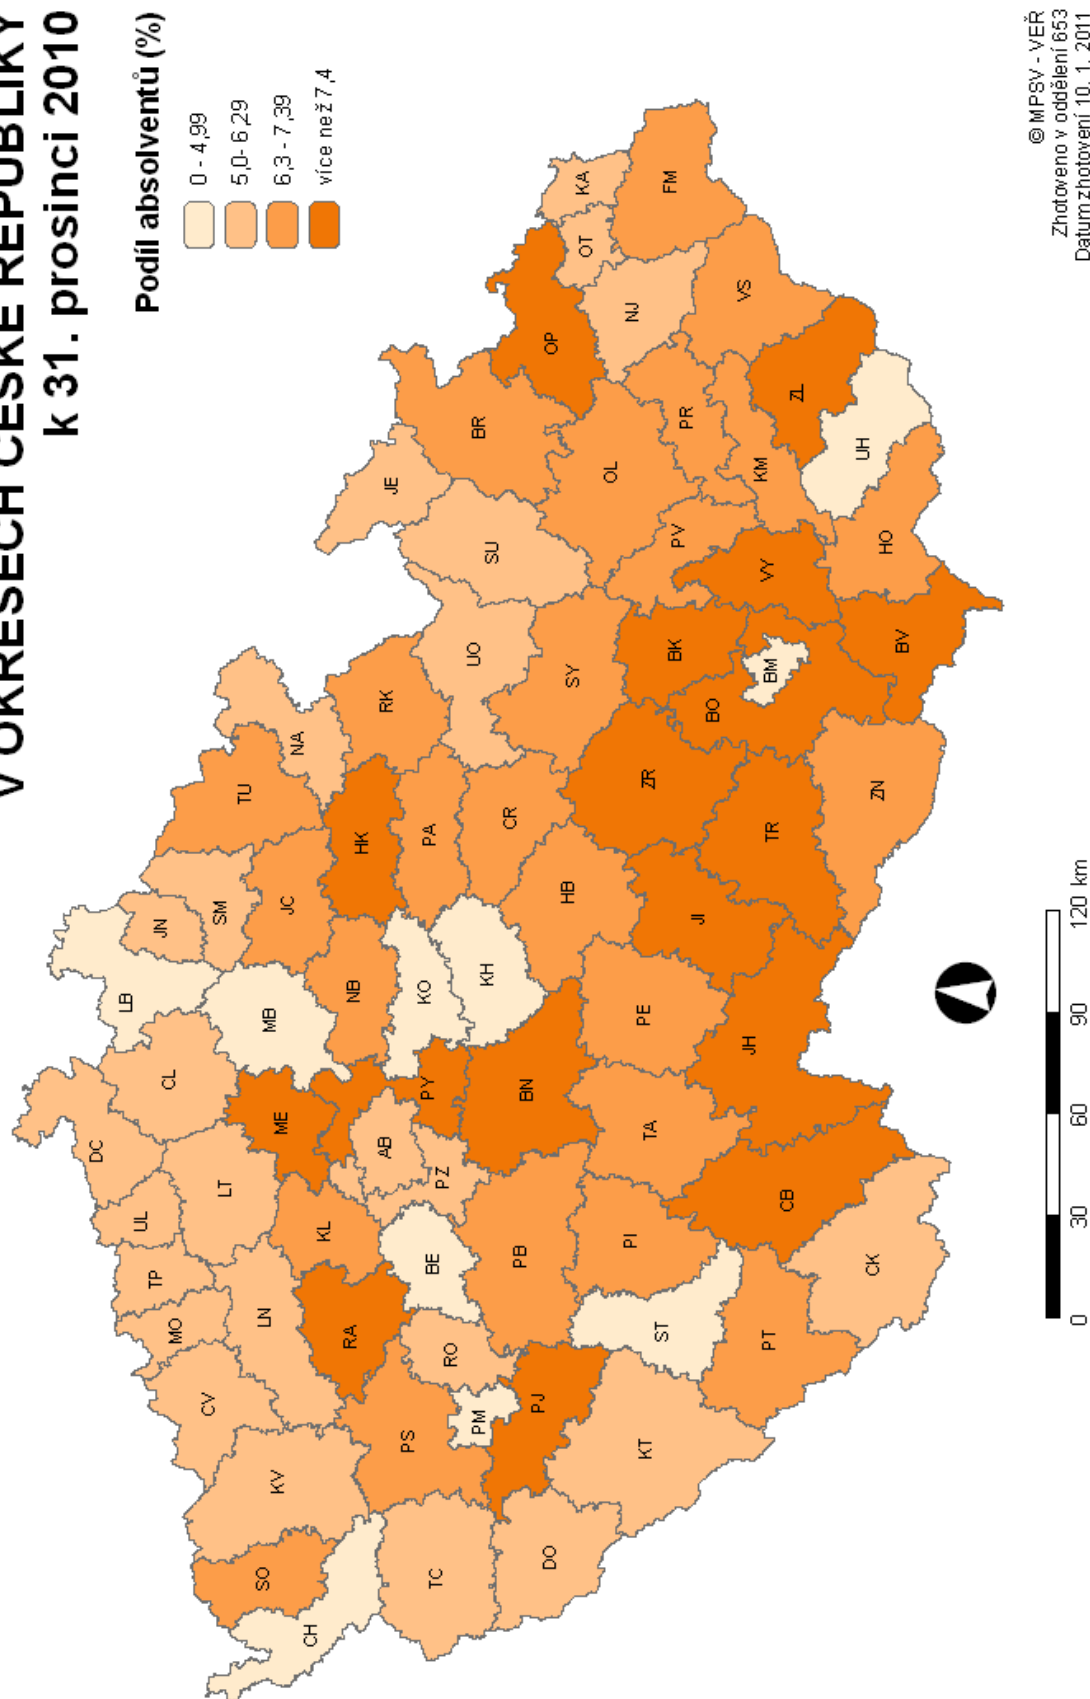 V OKRESECH ČESKÉ REPUBLIKY
k 31. prosinci 2010
Podíl absolventů (%)
0 - 4,99
5,0- 6,29
6,3 - 7,39
více než 7,4
DC
LB
UL
TP
CL
JN
MO
CV
LT
SM
TU
SO
KV
LN
ME
MB
JC
NA
CH
KL
RA
NB
HK
RK
JE
PS
AB
KO
PA
TC
BE
PY
RO
PZ
UO
BR
PM
KH
SU
PB
BN
CR
PJ
DO
HB
SY
OP
OT
KA
PI
PE
OL
NJ
KT
ST
TA
ZR
BK
PV
PR
FM
JI
BO
JH
PT
TR
BM
VY
KM
VS
CB
ZL
CK
ZN
UH
BV
HO
0
30
60
90
120 km
© MPSV - VEŘ
Zhotoveno v oddělení 653
Datum zhotovení 10. 1. 2011